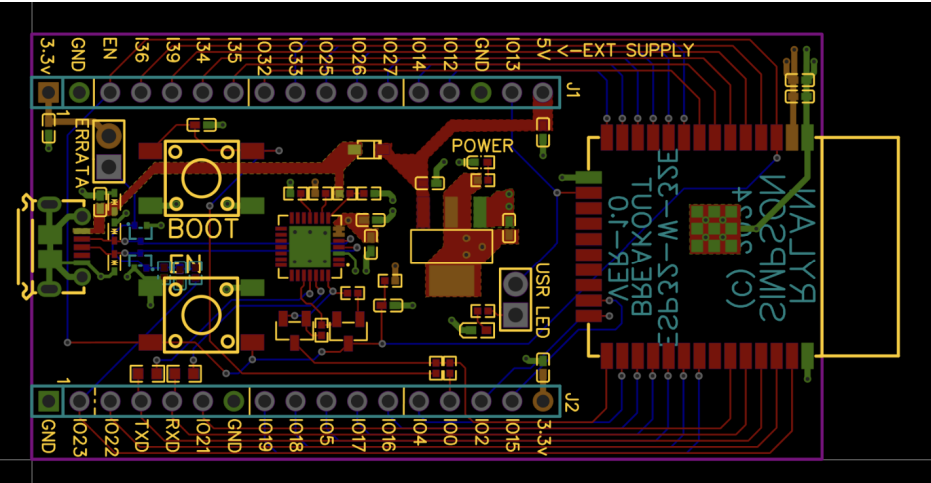 3.3v GND EN I36 I39 I34 I35 IO32 IO33 IO25 IO26 IO27 IO14 IO12 GND IO13 5V <-EXT SUPPLY
J1
1
ERRATA
POWER
BOOT
EN
USR LED
VER-1.0
BREAKOUT
ESP32-W-32E
(C) 2024
SIMPSON
RYLAN
1
J2
GND IO23 IO22 TXD RXD IO21 GND IO19 IO18 IO5 IO17 IO16 IO4 IO0 IO2 IO15 3.3v